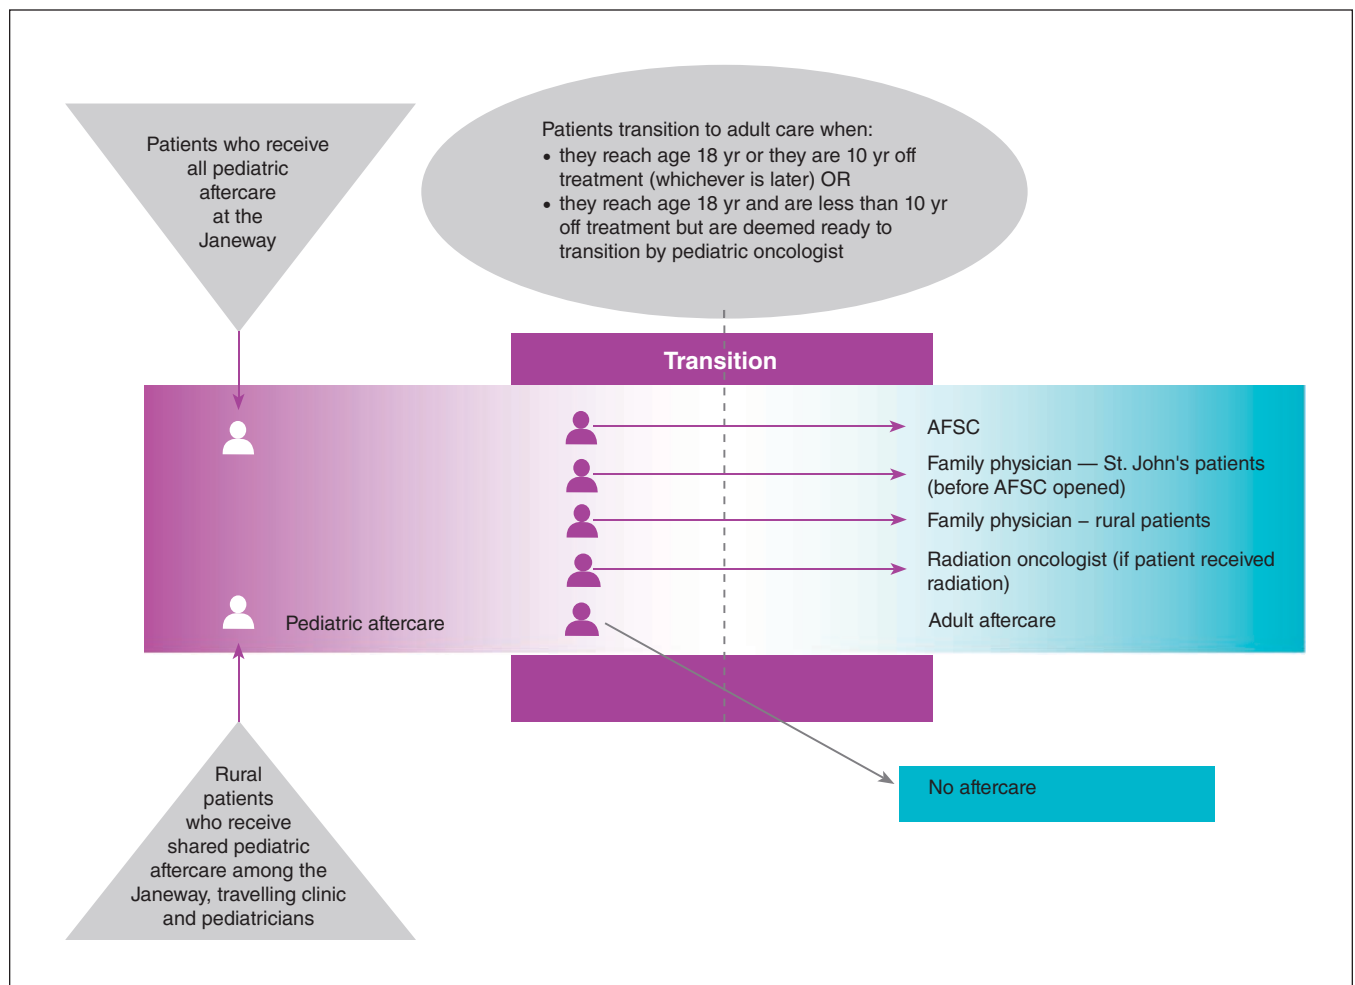 Patients who receive
all pediatric
aftercare
at the
Janeway
Patients transition to adult care when:
• they reach age 18 yr or they are 10 yr off
treatment (whichever is later) OR
• they reach age 18 yr and are less than 10 yr
off treatment but are deemed ready to
transition by pediatric oncologist
Transition
AFSC
Family physician — St. John's patients
(before AFSC opened)
Family physician – rural patients
Radiation oncologist (if patient received
radiation)
Pediatric aftercare
Adult aftercare
Rural
patients
who receive
shared pediatric
aftercare among the
Janeway, travelling clinic
and pediatricians
No aftercare